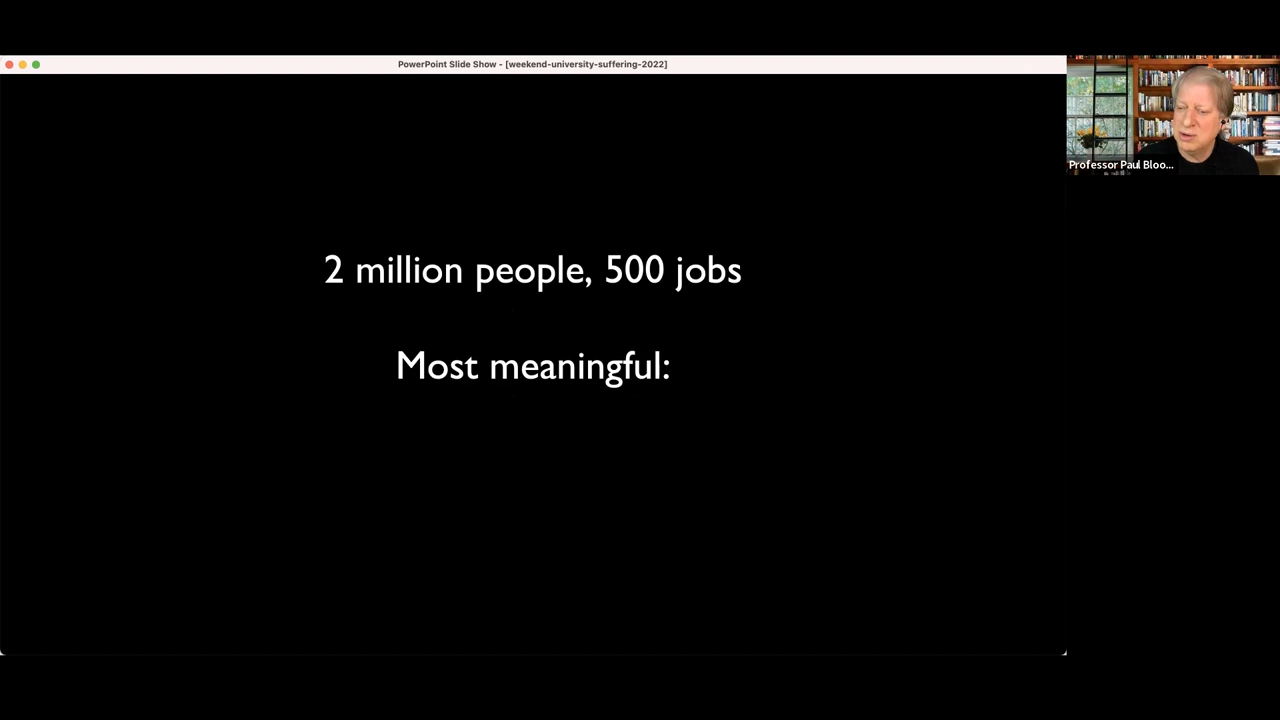 PowerPoint Slide Show - [weekend-university-suffering-2022]
Professor Paul Bloo...
2 million people, 500 jobs
Most meaningful: